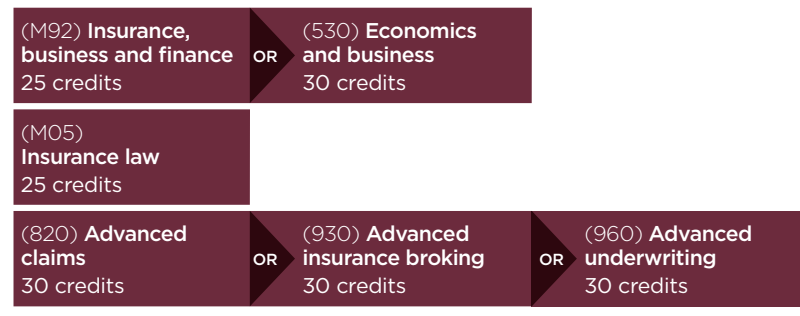 (M92) Insurance,
business and finance
25 credits
OR
(530) Economics
and business
30 credits
(M05)
Insurance law
25 credits
(820) Advanced
claims
30 credits
OR
(930) Advanced
insurance broking
30 credits
OR
(960) Advanced
underwriting
30 credits